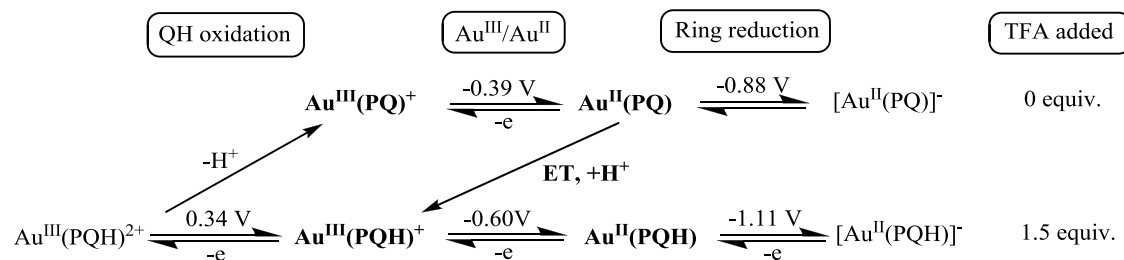 QH oxidation Au^III/Au^II Ring reduction TFA added
-0.39 V -0.88 V
Au^III(PQ)^+ Au^II(PQ) [Au^II(PQ)]^- 0 equiv.
-e
-H^+
ET, +H^+
0.34 V -0.60V -1.11 V
Au^III(PQH)^2+ Au^III(PQH)^+ Au^II(PQH) [Au^II(PQH)]^- 1.5 equiv.
-e -e -e